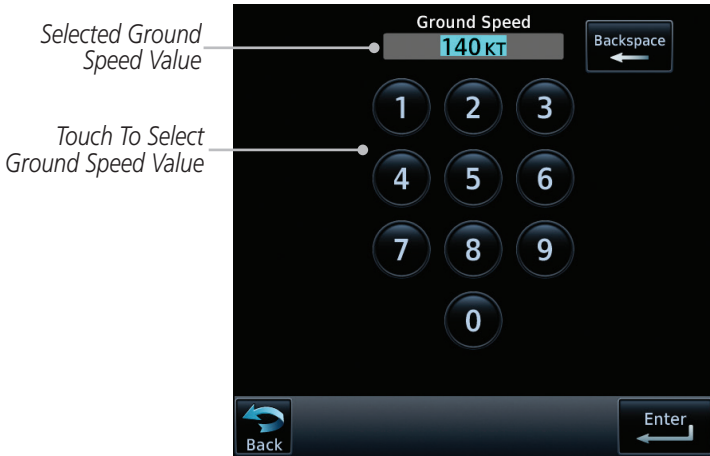 Ground Speed
Selected Ground
Speed Value
140 KT
Backspace
1 2 3
Touch To Select
Ground Speed Value
4 5 6
7 8 9
0
Back
Enter